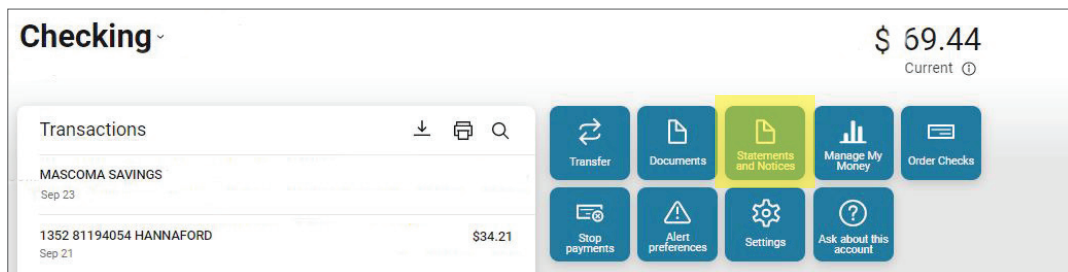 Checking
$ 69.44
Current
Transactions
MASCOMA SAVINGS
Sep 23
1352 81194054 HANNAFORD $34.21
Sep 21
Transfer
Documents
Statements
and Notices
Manage My
Money
Order Checks
Stop
payments
Alert
preferences
Settings
Ask about this
account